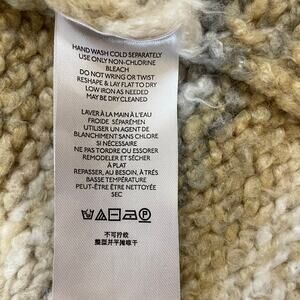 HAND WASH COLD SEPARATELY
USE ONLY NON-CHLORINE
BLEACH
DO NOT WRING OR TWIST
RESHAPE & LAY FLAT TO DRY
LOW IRON AS NEEDED
MAY BE DRY CLEANED
LAVER À LA MAIN À L'EAU
FROIDE SÉPARÉMEN
UTILISER UN AGENT DE
BLANCHIMENT SANS CHLORE
SI NÉCESSAIRE
NE PAS TORDRE OU ESSORER
REMODELER ET SÉCHER
À PLAT
REPASSER, AU BESOIN, À TRÈS
BASSE TEMPÉRATURE
PEUT-ÊTRE ÊTRE NETTOYÉE
SEC
P
不可拧绞
整型并平摊晾干